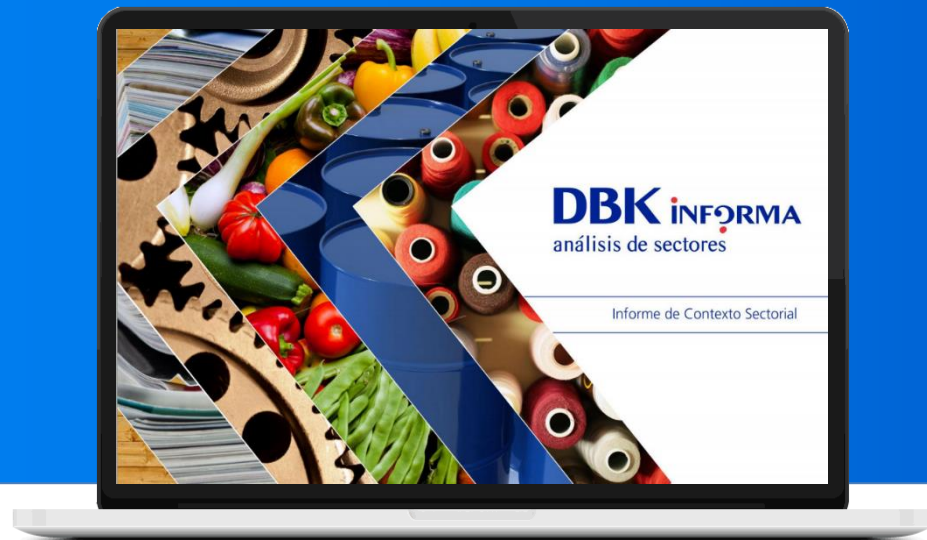 DBK iNFORMA
análisis de sectores
Informe de Contexto Sectorial